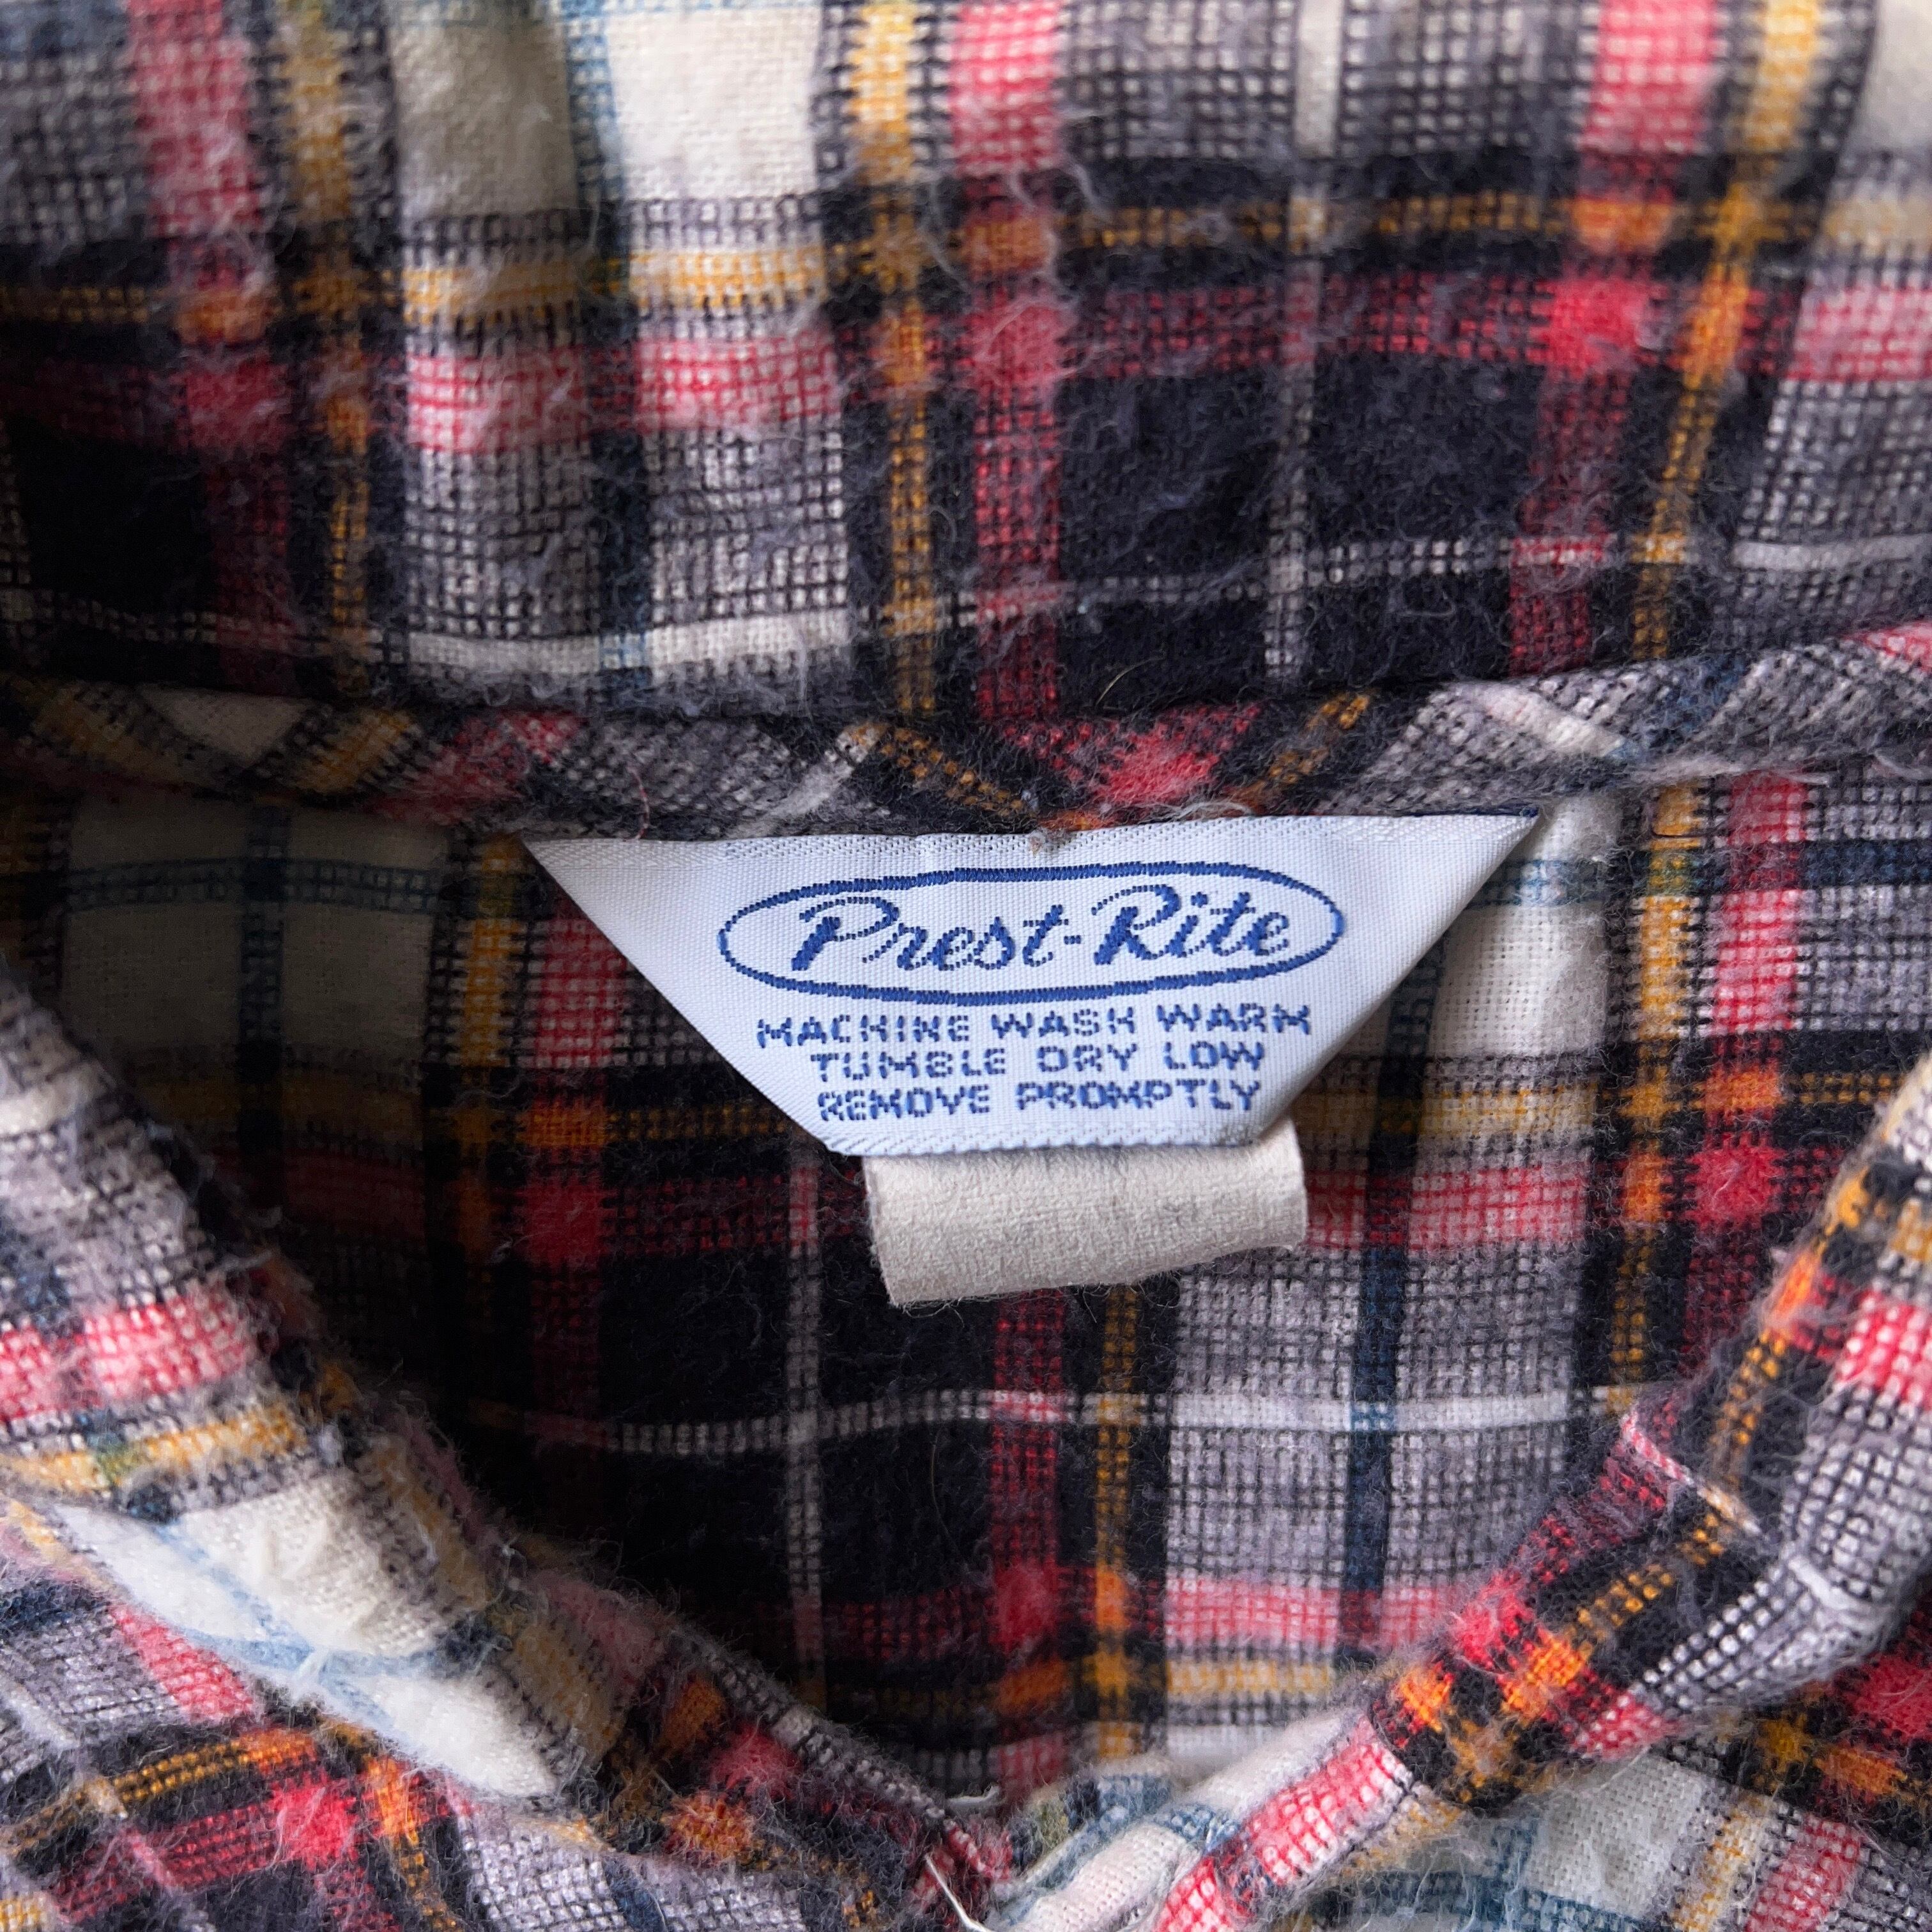 Prest-Rite
MACHINE WASH WARM
TUMBLE DRY LOW
REMOVE PROMPTLY